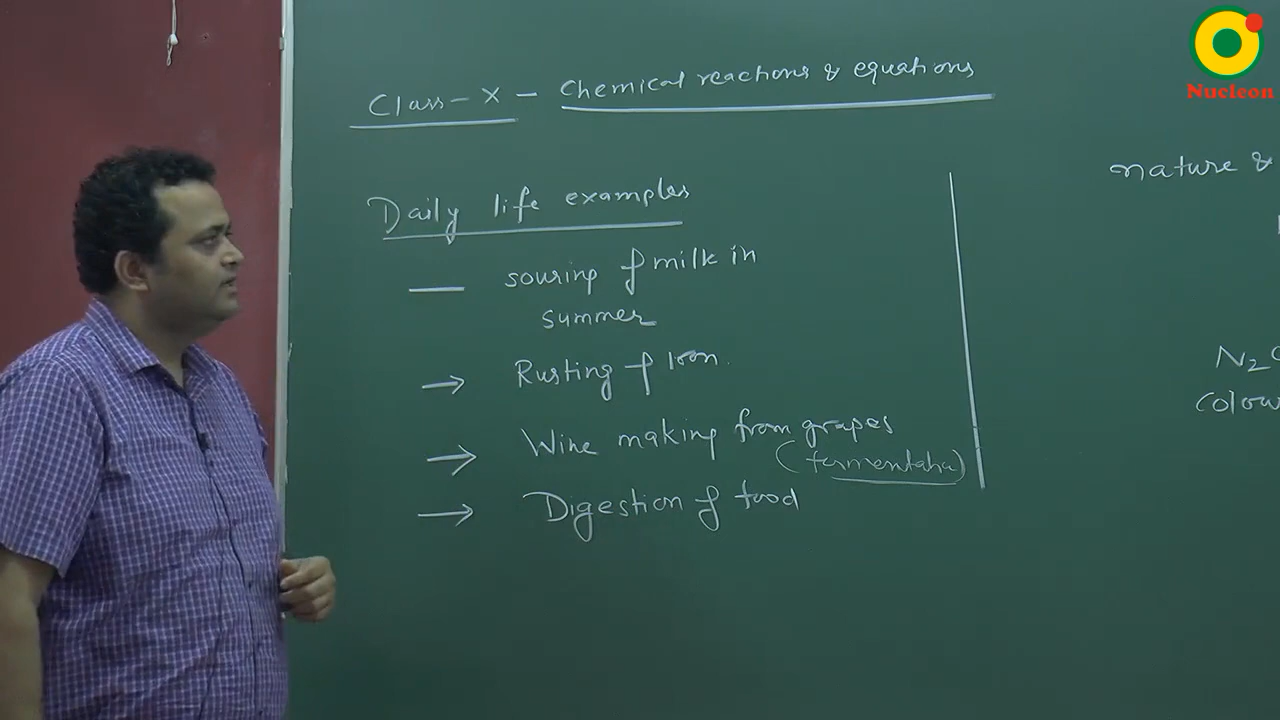 Class - X - Chemical reactions & equations
Daily life examples
— souring of milk in
summer
→ Rusting of Iron.
→ Wine making from grapes
(fermentation)
→ Digestion of food
nature &
N₂
colou
Nucleon